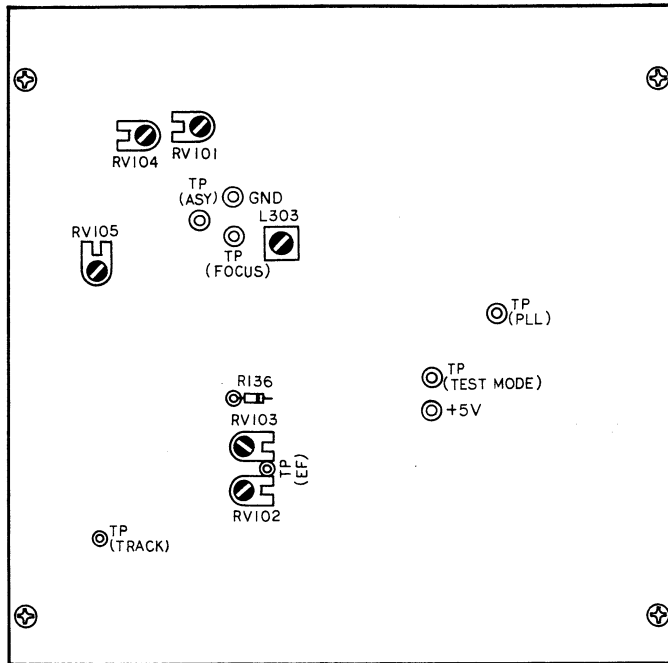 RV104
RV101
TP
(ASY)
GND
L303
RV105
TP
(FOCUS)
TP
(PLL)
TP
(TEST MODE)
+5V
R136
RV103
TP
(EF)
RV102
TP
(TRACK)